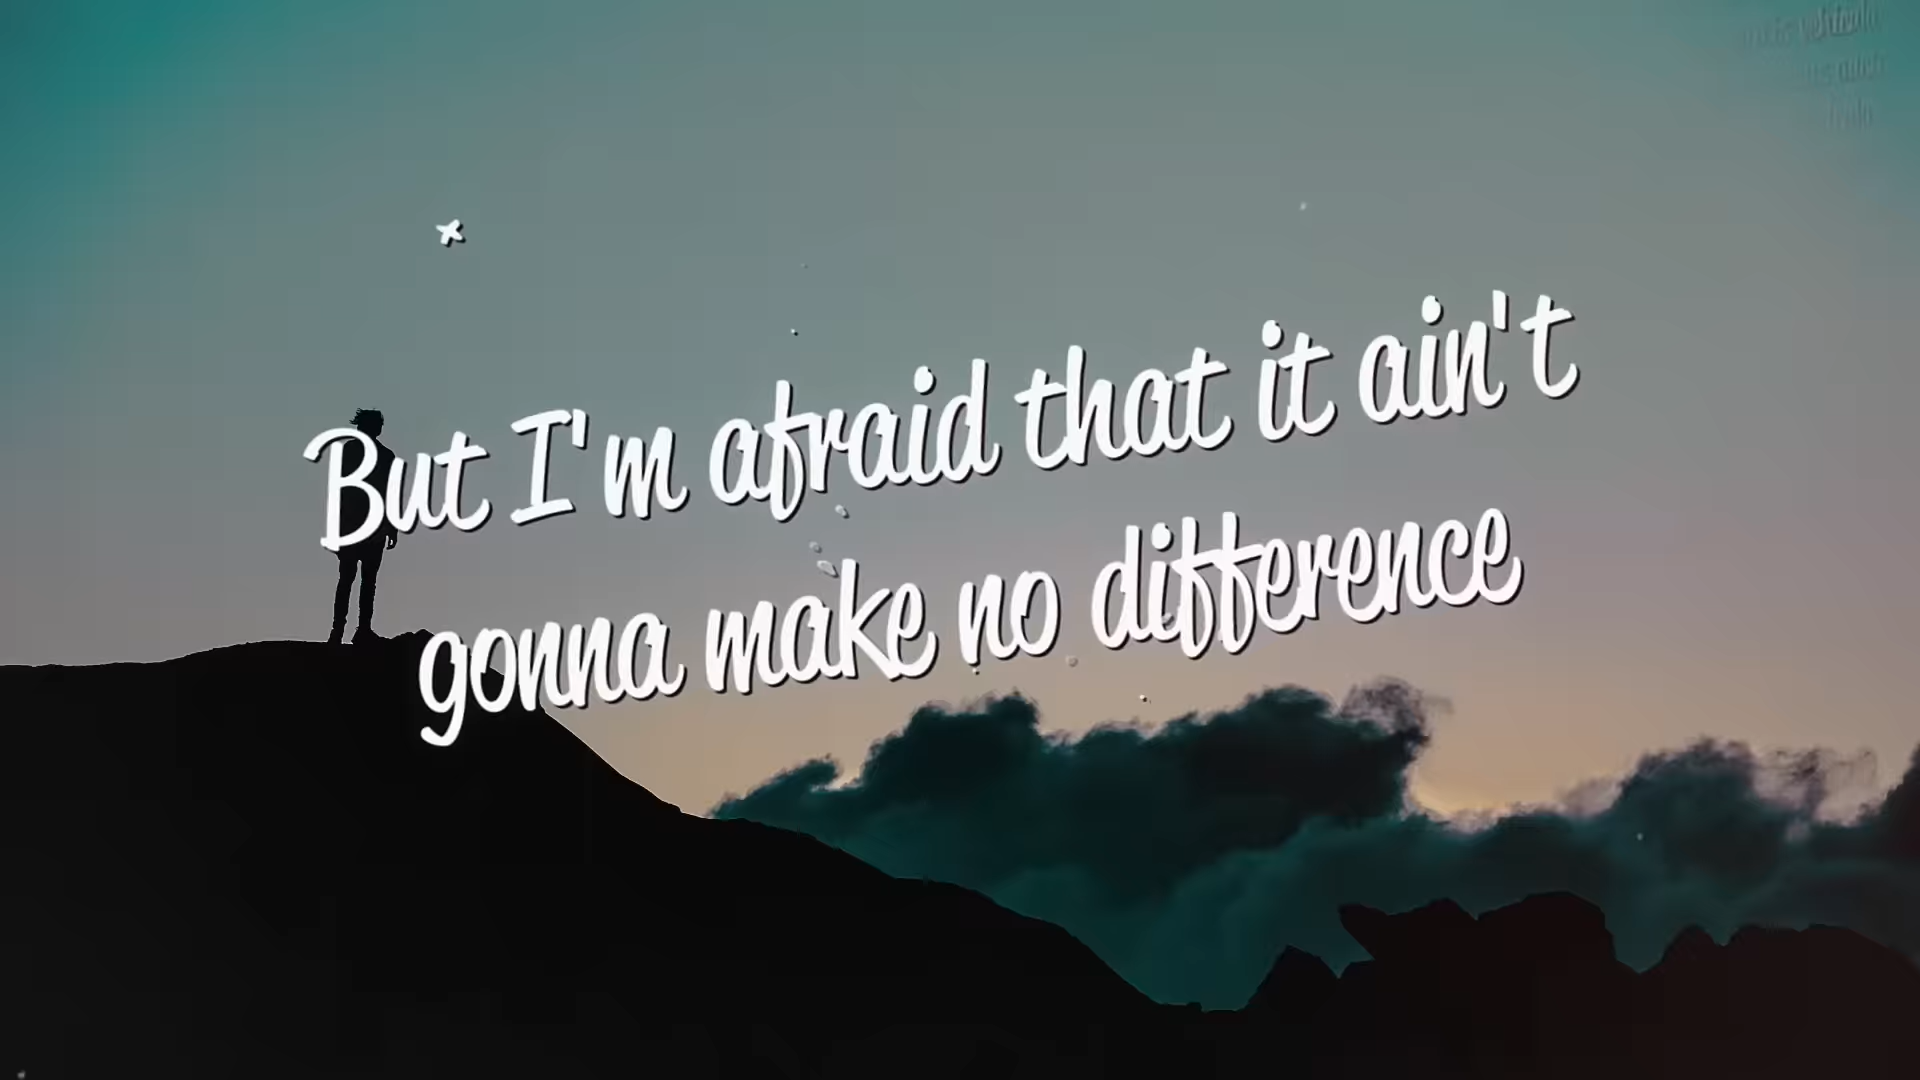 But I'm afraid that it ain't
gonna make no difference